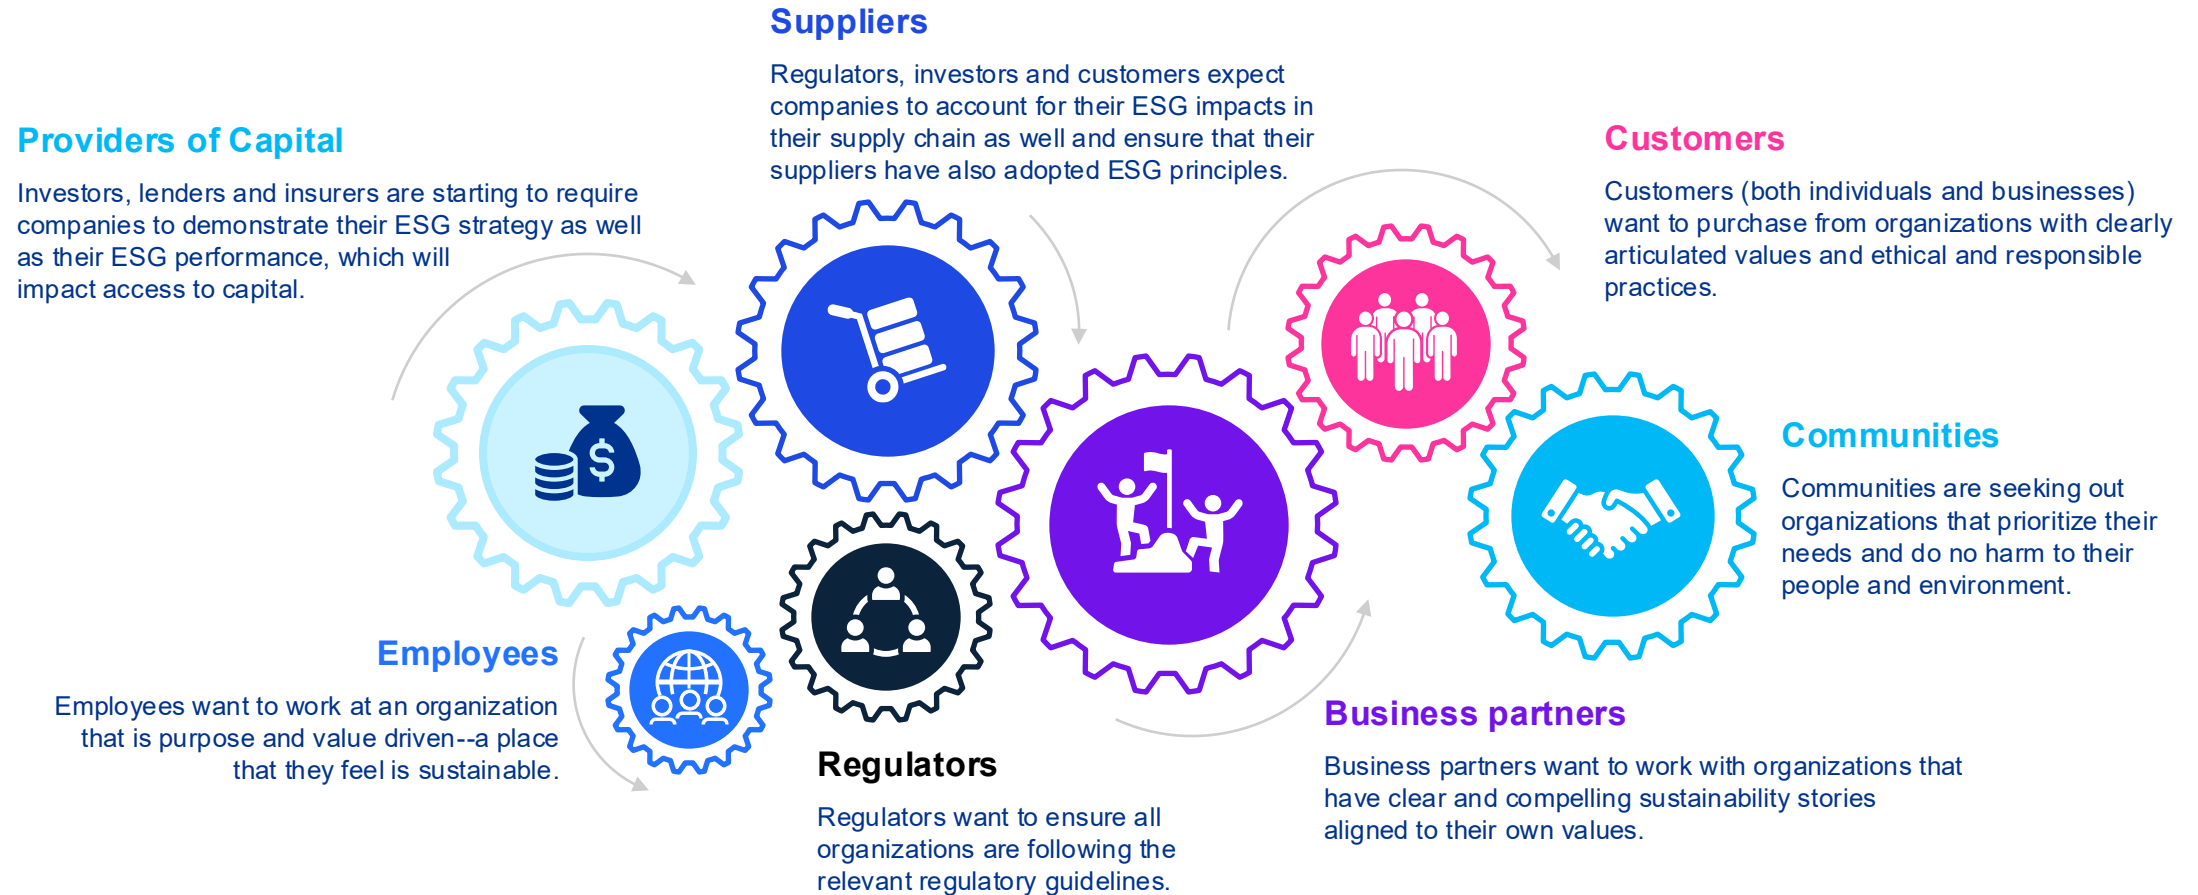 Suppliers
Regulators, investors and customers expect
companies to account for their ESG impacts in
their supply chain as well and ensure that their
suppliers have also adopted ESG principles.
Providers of Capital
Investors, lenders and insurers are starting to require
companies to demonstrate their ESG strategy as well
as their ESG performance, which will
impact access to capital.
Customers
Customers (both individuals and businesses)
want to purchase from organizations with clearly
articulated values and ethical and responsible
practices.
$
Communities
Communities are seeking out
organizations that prioritize their
needs and do no harm to their
people and environment.
Employees
Employees want to work at an organization
that is purpose and value driven--a place
that they feel is sustainable.
Regulators
Regulators want to ensure all
organizations are following the
relevant regulatory guidelines.
Business partners
Business partners want to work with organizations that
have clear and compelling sustainability stories
aligned to their own values.